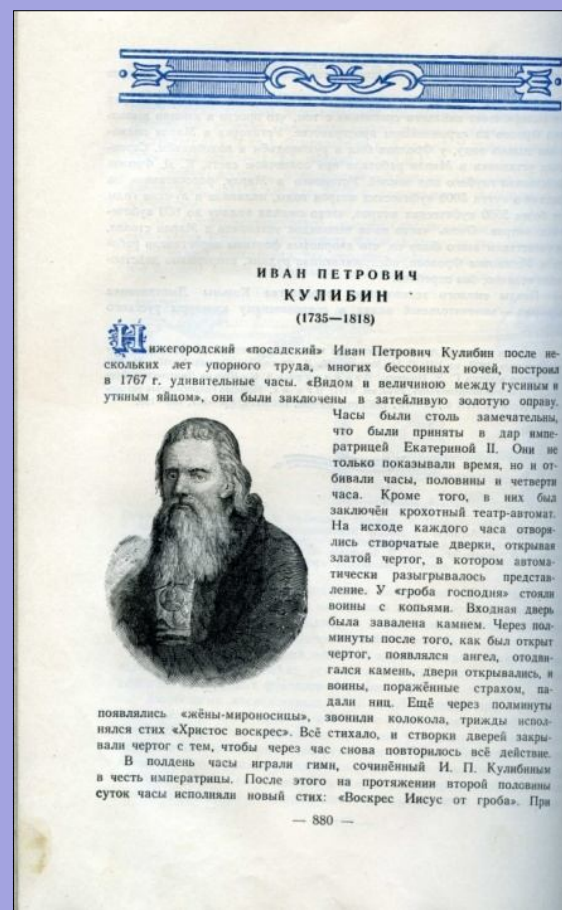 ИВАН ПЕТРОВИЧ
КУЛИБИН
(1735—1818)
Нижегородский «посадский» Иван Петрович Кулибин после не-
скольких лет упорного труда, многих бессонных ночей, построил
в 1767 г. удивительные часы. «Видом и величиною между гусиным и
утиным яйцом», они были заключены в затейливую золотую оправу.
Часы были столь замечательны,
что были приняты в дар импе-
ратрицей Екатериной II. Они не
только показывали время, но и от-
бивали часы, половины и четверти
часа. Кроме того, в них был
заключён крохотный театр-автомат.
На исходе каждого часа отворя-
лись створчатые дверки, открывая
златой чертог, в котором автома-
тически разыгрывалось представ-
ление. У «гроба господня» стояли
воины с копьями. Входная дверь
была завалена камнем. Через пол-
минуты после того, как был открыт
чертог, появлялся ангел, отодви-
гался камень, двери открывались, и
воины, поражённые страхом, па-
дали ниц. Ещё через полминуты
появлялись «жёны-мироносицы», звонили колокола, трижды испол-
нялся стих «Христос воскрес». Всё стихало, и створки дверей закры-
вали чертог с тем, чтобы через час снова повторилось всё действие.
В полдень часы играли гимн, сочинённый И. П. Кулибиным
в честь императрицы. После этого на протяжении второй половины
суток часы исполняли новый стих: «Воскрес Иисус от гроба». При
— 880 —